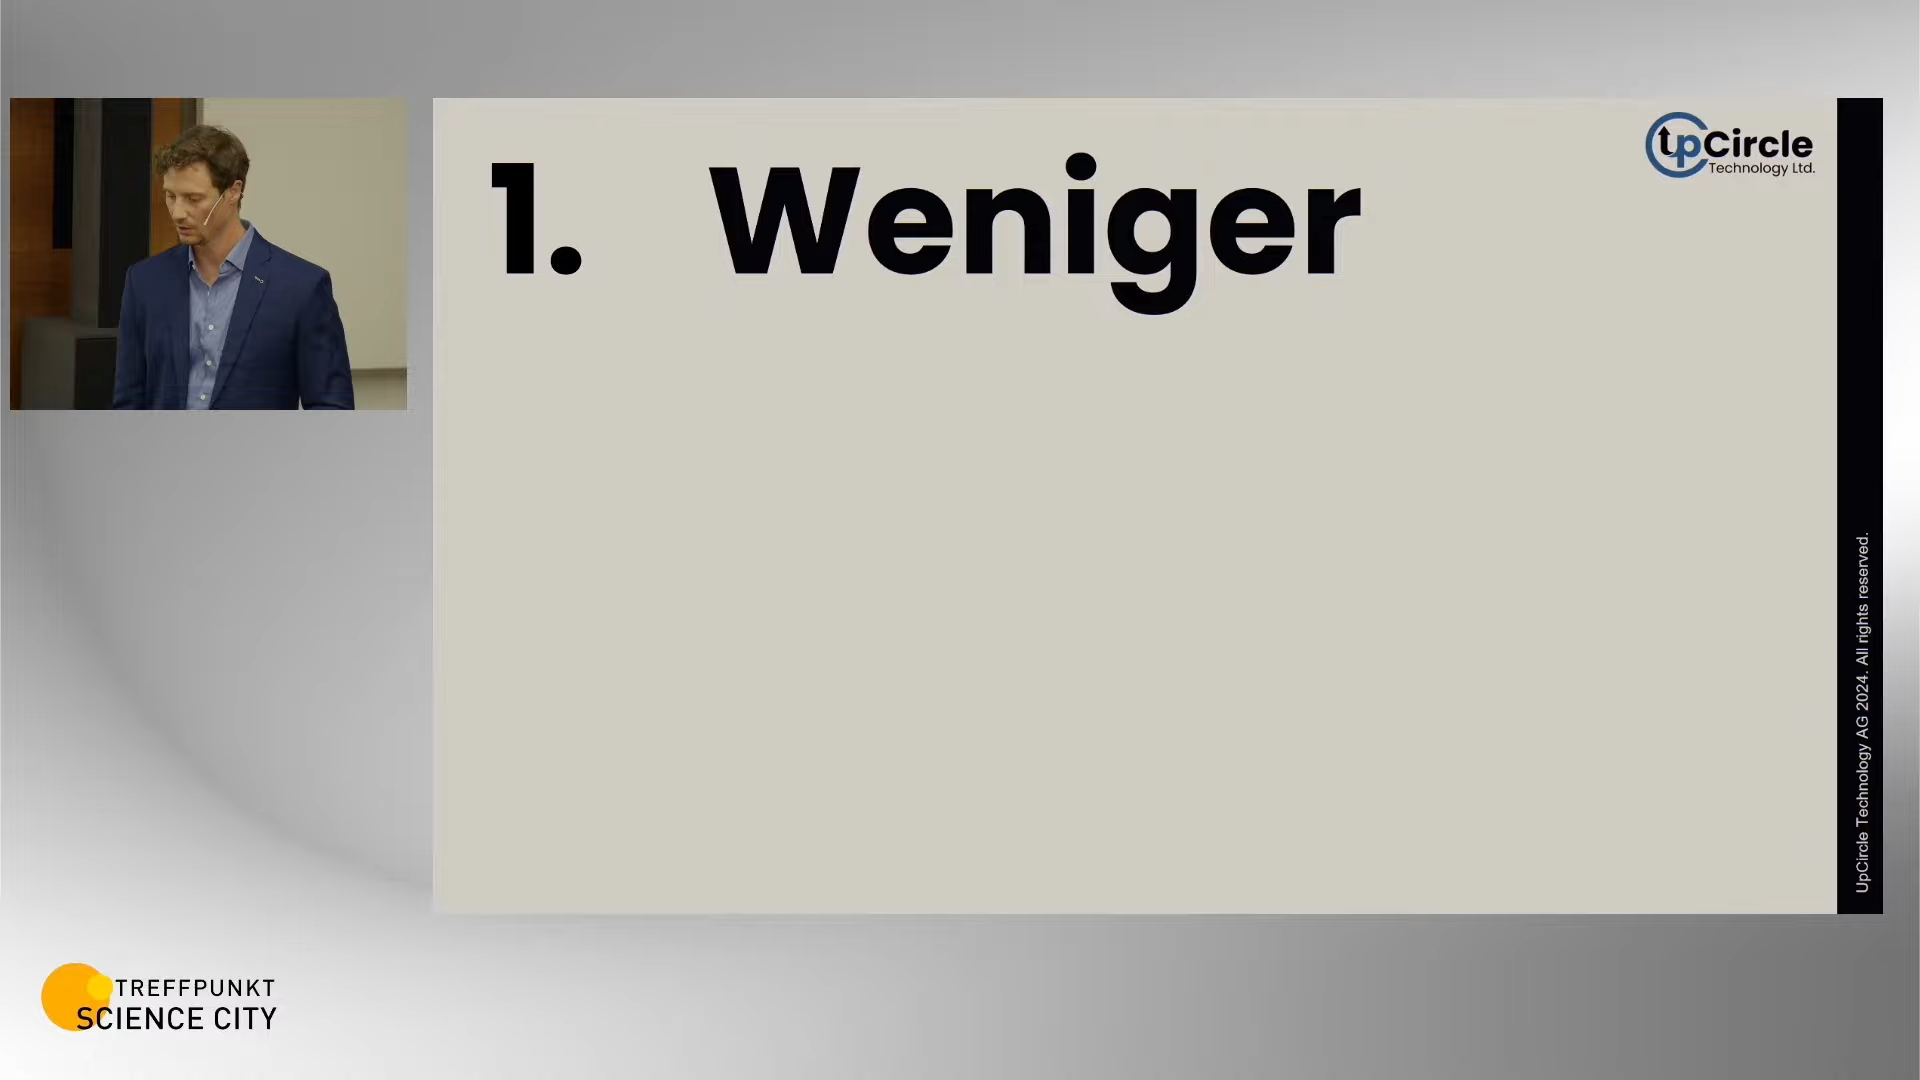 1. Weniger
UpCircle
Technology Ltd.
UpCircle Technology AG 2024. All rights reserved.
TREFFPUNKT
SCIENCE CITY